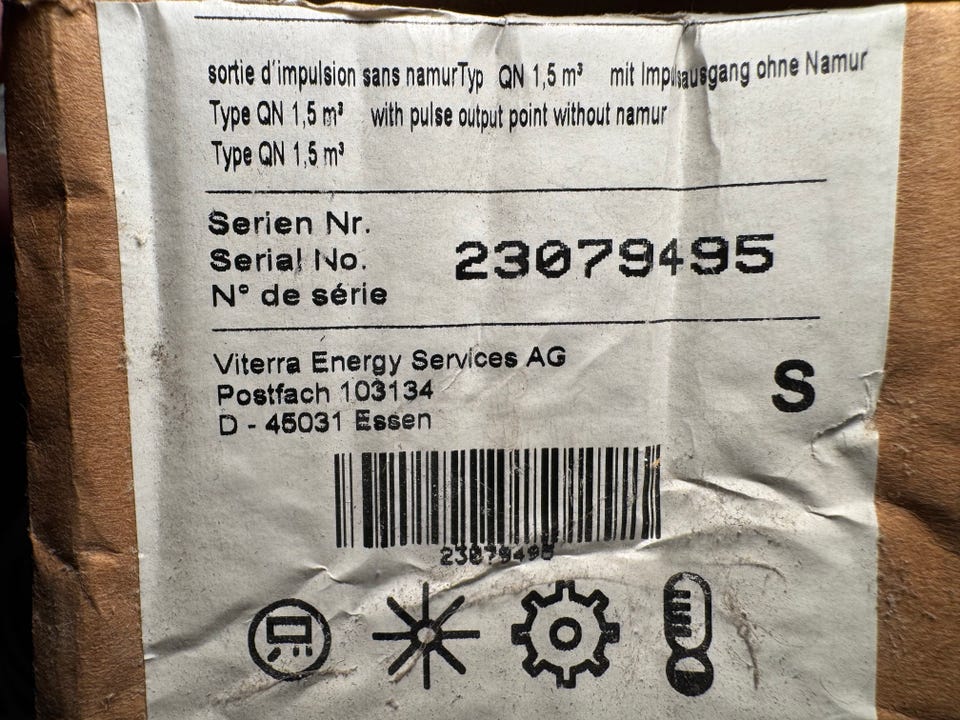 sortie d'impulsion sans namurTyp QN 1,5 m³ mit Impulsausgang ohne Namur
Type QN 1,5 m³ with pulse output point without namur
Type QN 1,5 m³
Serien Nr.
Serial No.
N° de série
23079495
Viterra Energy Services AG
Postfach 103134
D - 45031 Essen
S
23079495